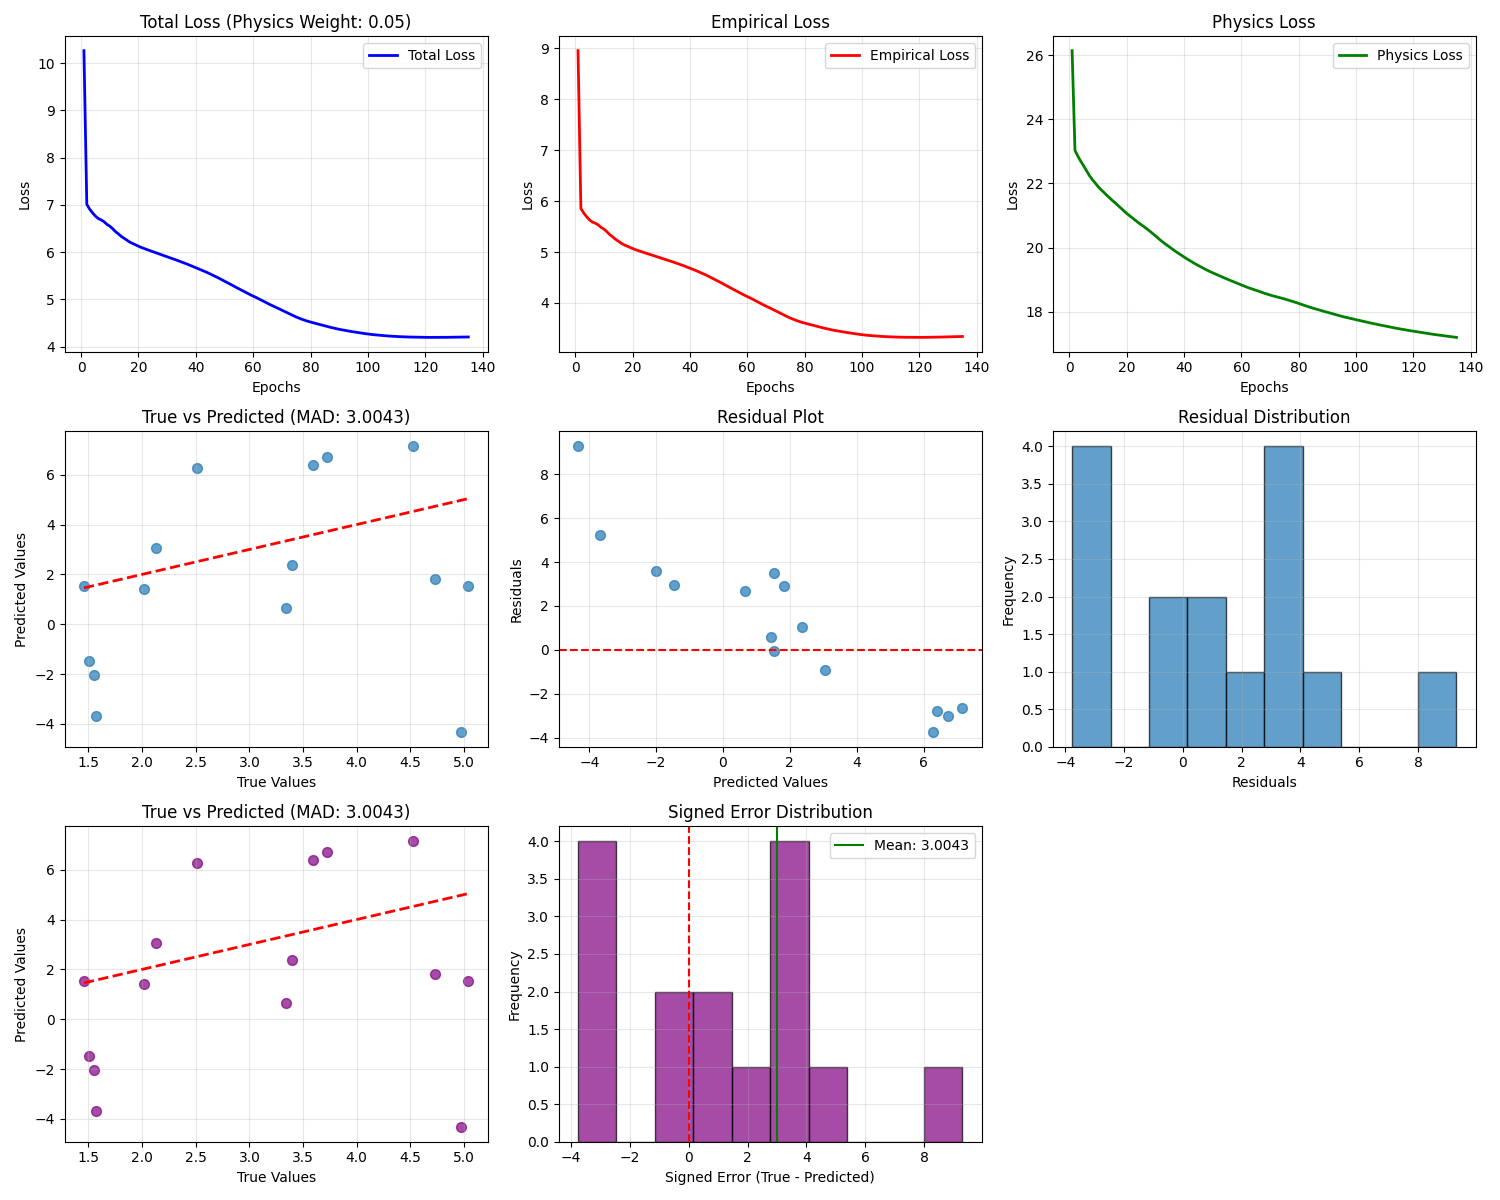 Total Loss (Physics Weight: 0.05)
Total Loss
10
9
8
7
6
5
4
0 20 40 60 80 100 120 140
Loss
Epochs
Empirical Loss
Empirical Loss
9
8
7
6
5
4
0 20 40 60 80 100 120 140
Loss
Epochs
Physics Loss
Physics Loss
26
24
22
20
18
0 20 40 60 80 100 120 140
Loss
Epochs
True vs Predicted (MAD: 3.0043)
6
4
2
0
−2
−4
1.5 2.0 2.5 3.0 3.5 4.0 4.5 5.0
Predicted Values
True Values
Residual Plot
8
6
4
2
0
−2
−4
−4 −2 0 2 4 6
Residuals
Predicted Values
Residual Distribution
4.0
3.5
3.0
2.5
2.0
1.5
1.0
0.5
0.0
−4 −2 0 2 4 6 8
Frequency
Residuals
True vs Predicted (MAD: 3.0043)
6
4
2
0
−2
−4
1.5 2.0 2.5 3.0 3.5 4.0 4.5 5.0
Predicted Values
True Values
Signed Error Distribution
Mean: 3.0043
4.0
3.5
3.0
2.5
2.0
1.5
1.0
0.5
0.0
−4 −2 0 2 4 6 8
Frequency
Signed Error (True - Predicted)